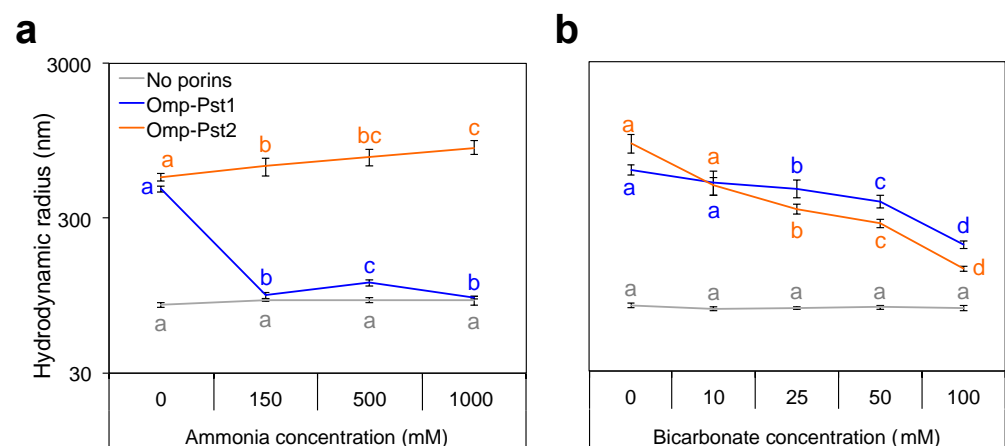 a
b
3000
No porins
Omp-Pst1
Omp-Pst2
a b bc c
a
300
b c b
a a a a
30
Hydrodynamic radius (nm)
0 150 500 1000
Ammonia concentration (mM)
a a b c d
a a b c d
a a a a a
0 10 25 50 100
Bicarbonate concentration (mM)